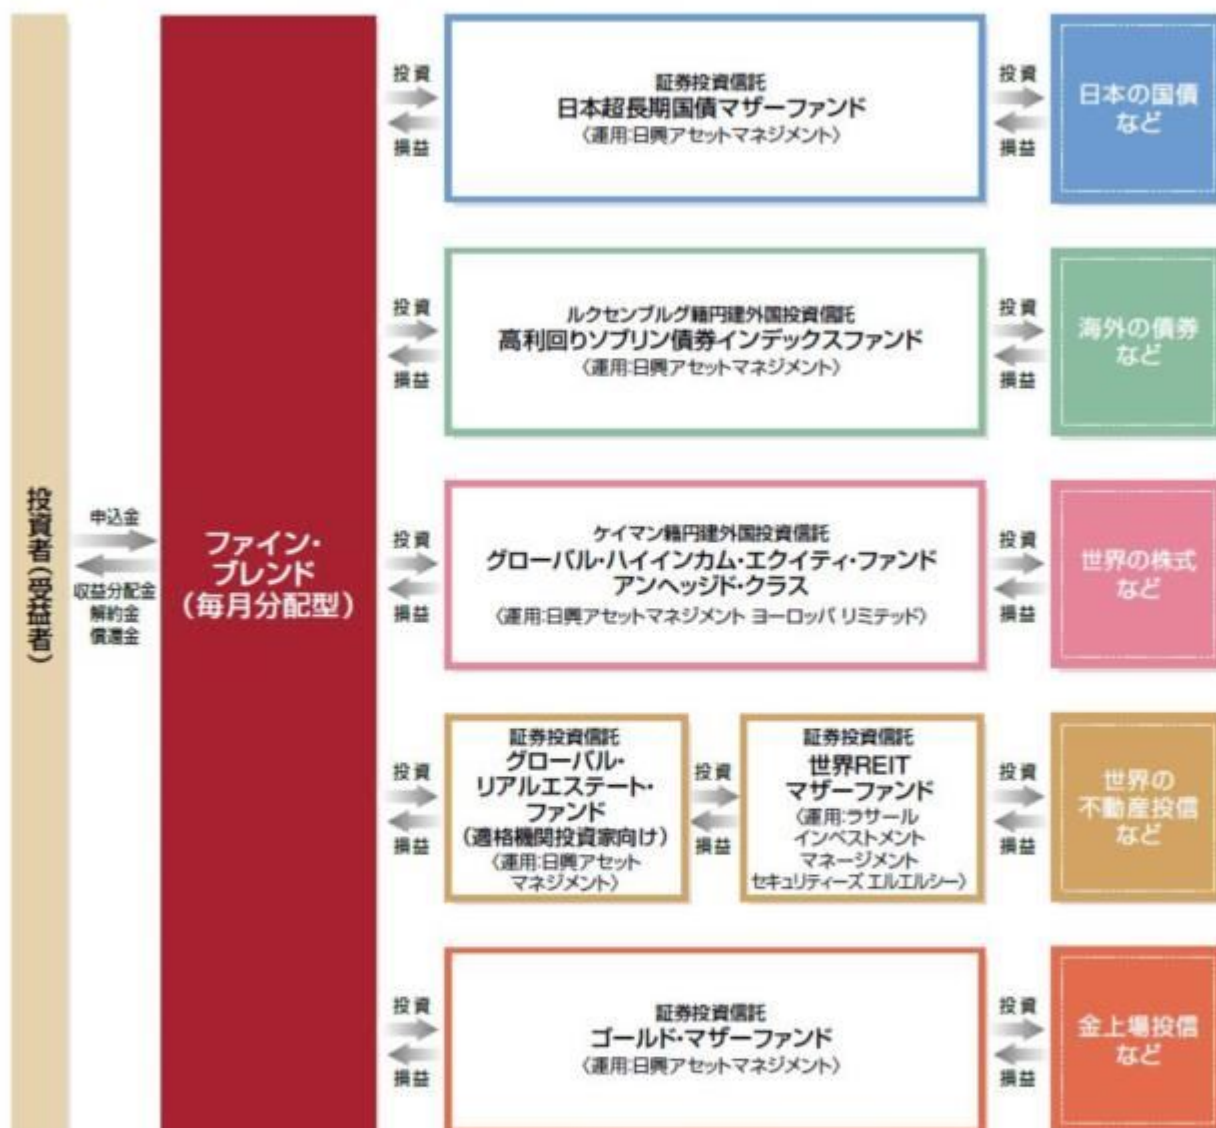 投資者(受益者)
申込金
収益分配金
解約金
償還金
ファイン・
ブレンド
(毎月分配型)
投資
損益
証券投資信託
日本超長期国債マザーファンド
〈運用:日興アセットマネジメント〉
投資
損益
日本の国債
など
投資
損益
ルクセンブルグ籍円建外国投資信託
高利回りソブリン債券インデックスファンド
〈運用:日興アセットマネジメント〉
投資
損益
海外の債券
など
投資
損益
ケイマン籍円建外国投資信託
グローバル・ハイインカム・エクイティ・ファンド
アンヘッジド・クラス
〈運用:日興アセットマネジメント ヨーロッパ リミテッド〉
投資
損益
世界の株式
など
投資
損益
証券投資信託
グローバル・
リアルエステート・
ファンド
(適格機関投資家向け)
〈運用:日興アセット
マネジメント〉
投資
損益
証券投資信託
世界REIT
マザーファンド
〈運用:ラサール
インベストメント
マネージメント
セキュリティーズ エルエルシー〉
投資
損益
世界の
不動産投信
など
投資
損益
証券投資信託
ゴールド・マザーファンド
〈運用:日興アセットマネジメント〉
投資
損益
金上場投信
など